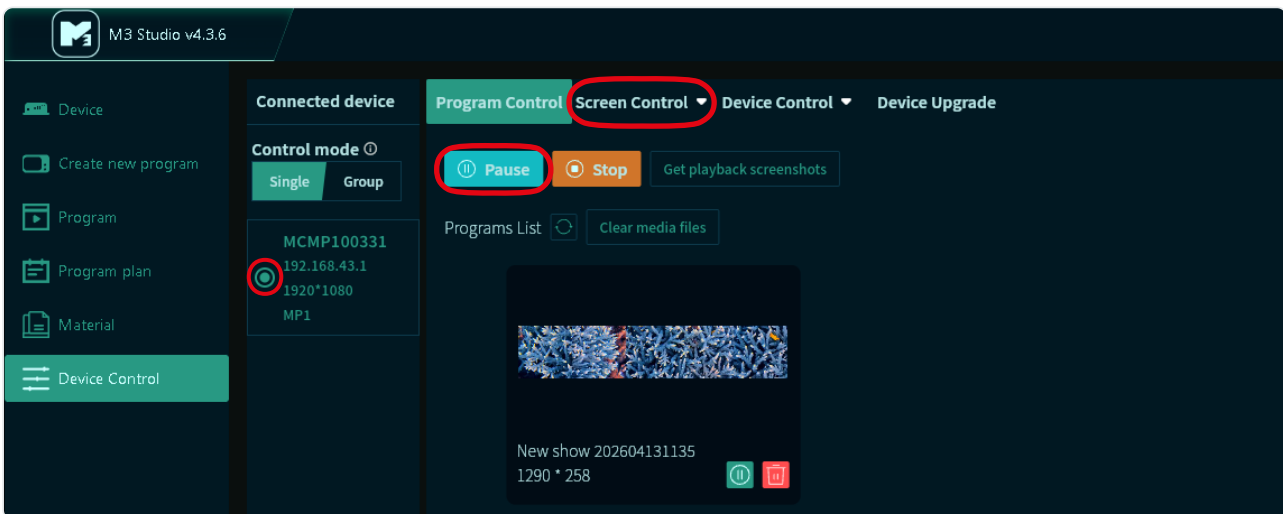 M3 M3 Studio v4.3.6
Device
Create new program
Program
Program plan
Material
Device Control
Connected device
Control mode
Single Group
MCMP100331
192.168.43.1
1920*1080
MP1
Program Control Screen Control Device Control Device Upgrade
Pause Stop Get playback screenshots
Programs List Clear media files
New show 202604131135
1290 * 258